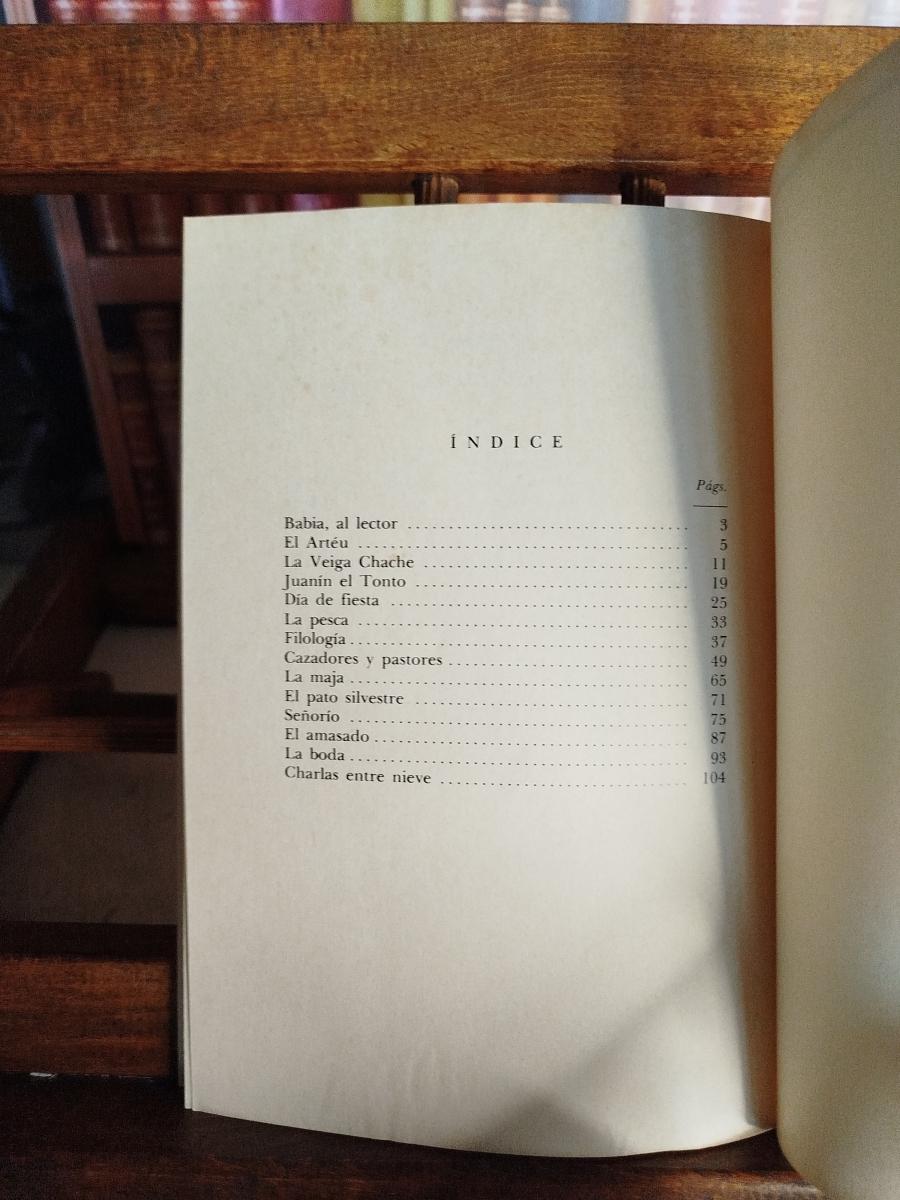 ÍNDICE
Págs.
Babia, al lector ........................................ 3
El Artéu ........................................ 5
La Veiga Chache ........................................ 11
Juanín el Tonto ........................................ 19
Día de fiesta ........................................ 25
La pesca ........................................ 33
Filología ........................................ 37
Cazadores y pastores ........................................ 49
La maja ........................................ 65
El pato silvestre ........................................ 71
Señorío ........................................ 75
El amasado ........................................ 87
La boda ........................................ 93
Charlas entre nieve ........................................ 104